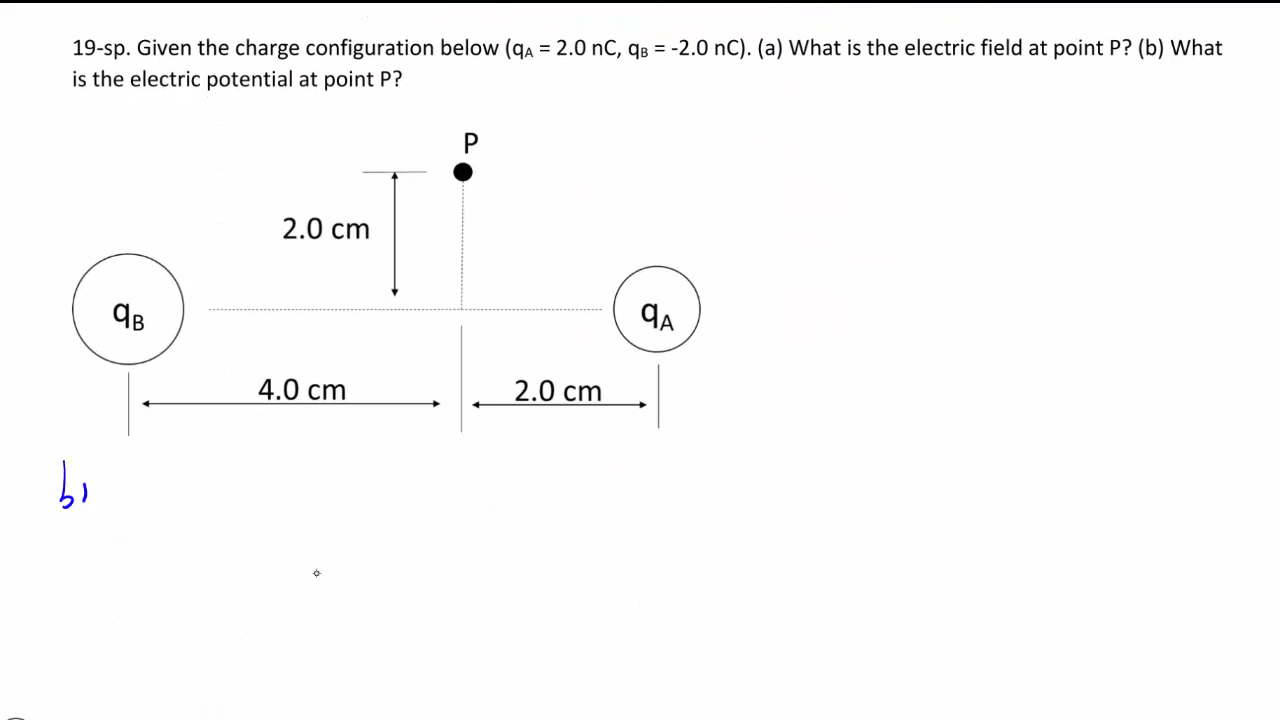 19-sp. Given the charge configuration below (qA = 2.0 nC, qB = -2.0 nC). (a) What is the electric field at point P? (b) What
is the electric potential at point P?
P
2.0 cm
qB
qA
4.0 cm
2.0 cm
b)